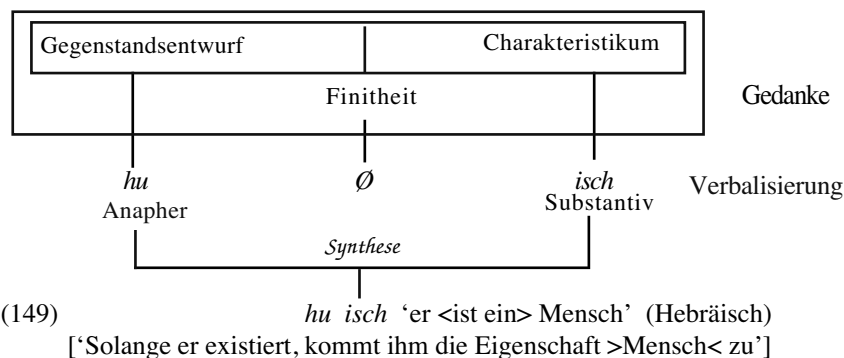 Gegenstandsentwurf Charakteristikum
Finitheit Gedanke
hu Ø isch Verbalisierung
Anapher Substantiv
Synthese
(149) hu isch ‘er <ist ein> Mensch’ (Hebräisch)
[‘Solange er existiert, kommt ihm die Eigenschaft >Mensch< zu’]